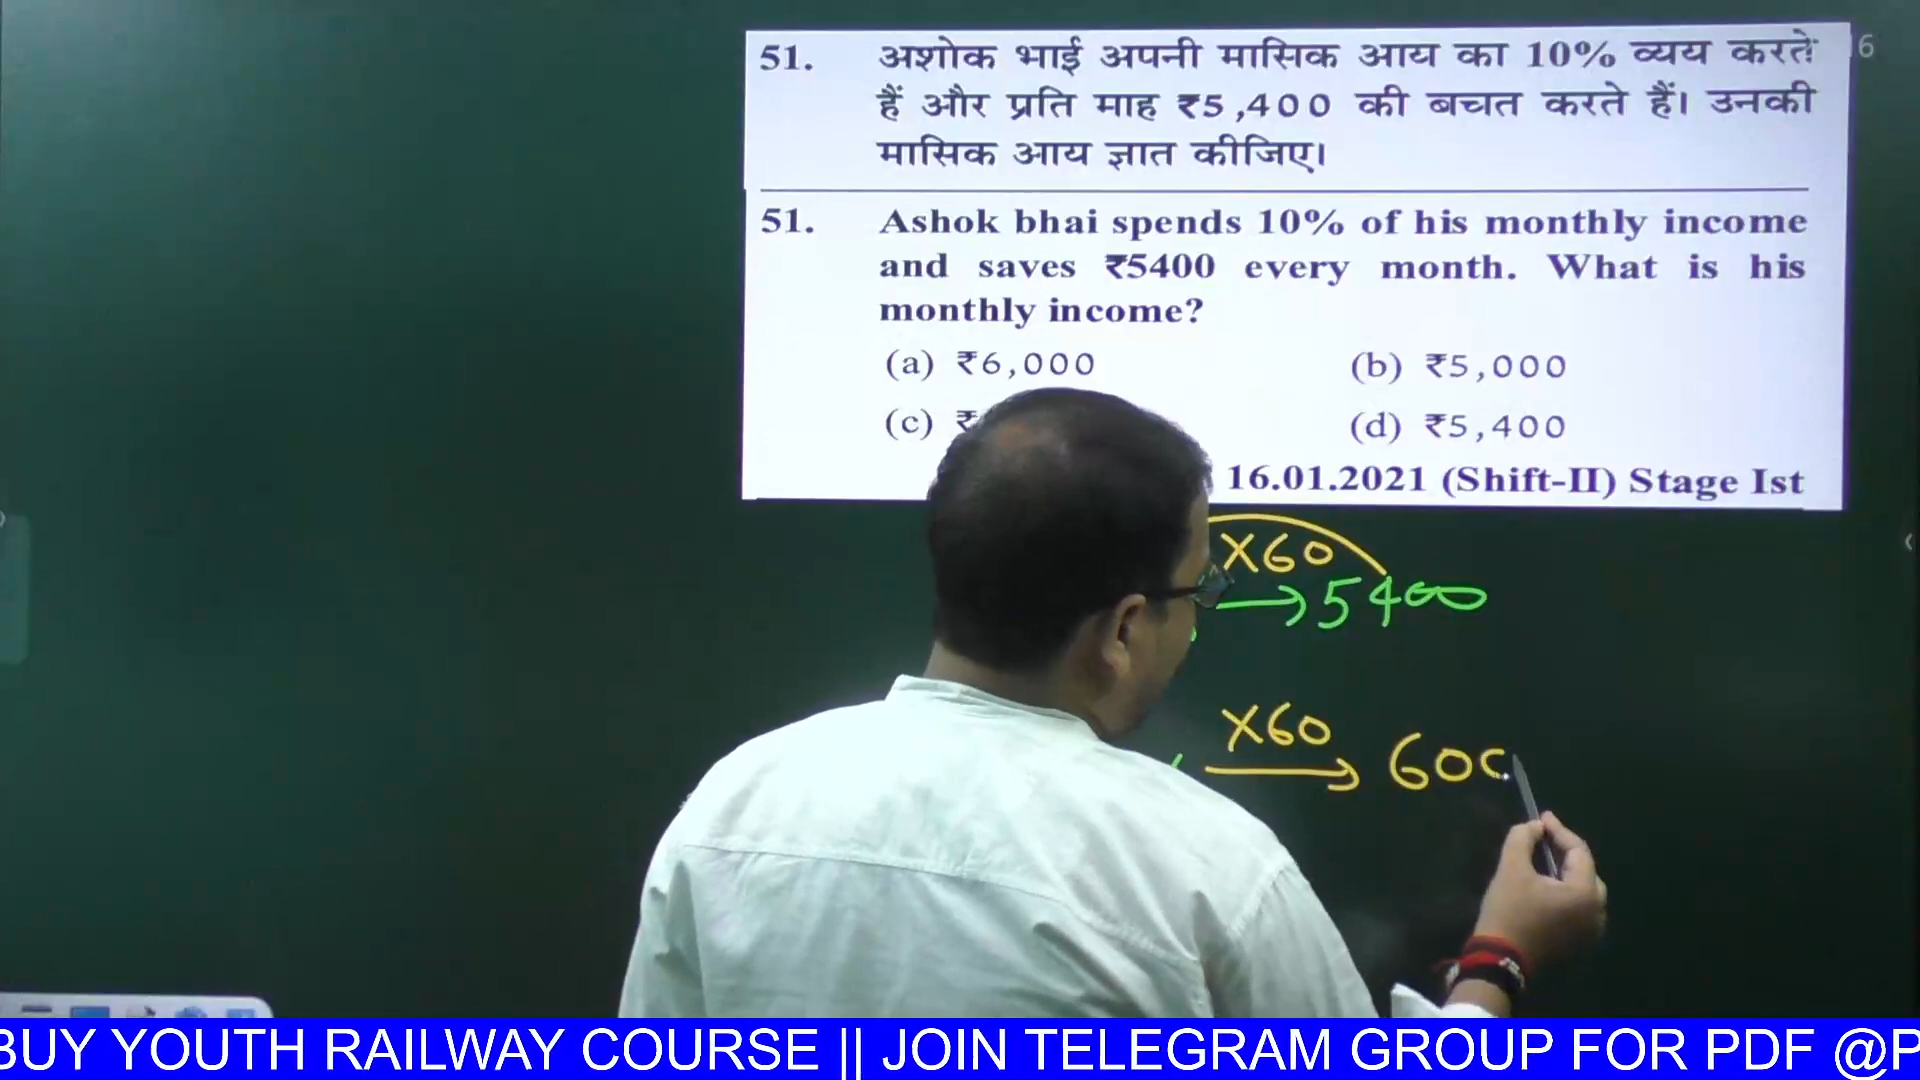 51. अशोक भाई अपनी मासिक आय का 10% व्यय करते
हैं और प्रति माह ₹5,400 की बचत करते हैं। उनकी
मासिक आय ज्ञात कीजिए।
51. Ashok bhai spends 10% of his monthly income
and saves ₹5400 every month. What is his
monthly income?
(a) ₹6,000 (b) ₹5,000
(c) ₹ (d) ₹5,400
16.01.2021 (Shift-II) Stage Ist
X60
→5400
X60
→ 600
BUY YOUTH RAILWAY COURSE || JOIN TELEGRAM GROUP FOR PDF @P